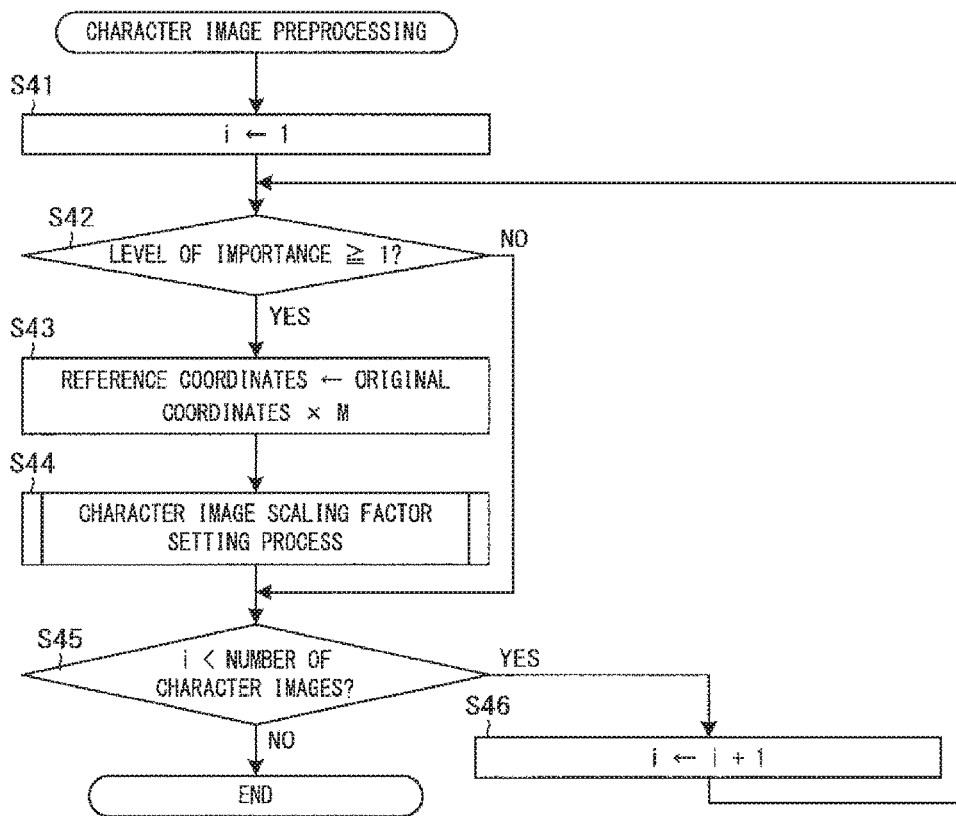 CHARACTER IMAGE PREPROCESSING
S41
i ← 1
S42
LEVEL OF IMPORTANCE ≧ 1?
NO
YES
S43
REFERENCE COORDINATES ← ORIGINAL
COORDINATES × M
S44
CHARACTER IMAGE SCALING FACTOR
SETTING PROCESS
S45
i < NUMBER OF
CHARACTER IMAGES?
YES
S46
i ← i + 1
NO
END